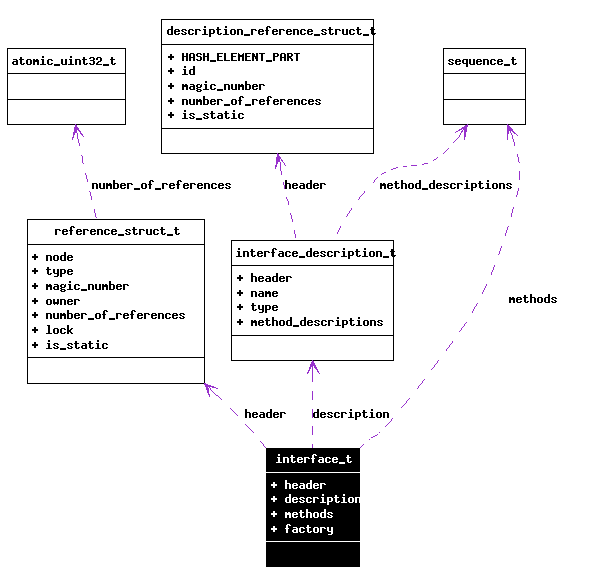 description_reference_struct_t
+ HASH_ELEMENT_PART
+ id
+ magic_number
+ number_of_references
+ is_static
atomic_uint32_t
sequence_t
number_of_references
header
method_descriptions
reference_struct_t
+ node
+ type
+ magic_number
+ owner
+ number_of_references
+ lock
+ is_static
interface_description_t
+ header
+ name
+ type
+ method_descriptions
methods
header
description
interface_t
+ header
+ description
+ methods
+ factory